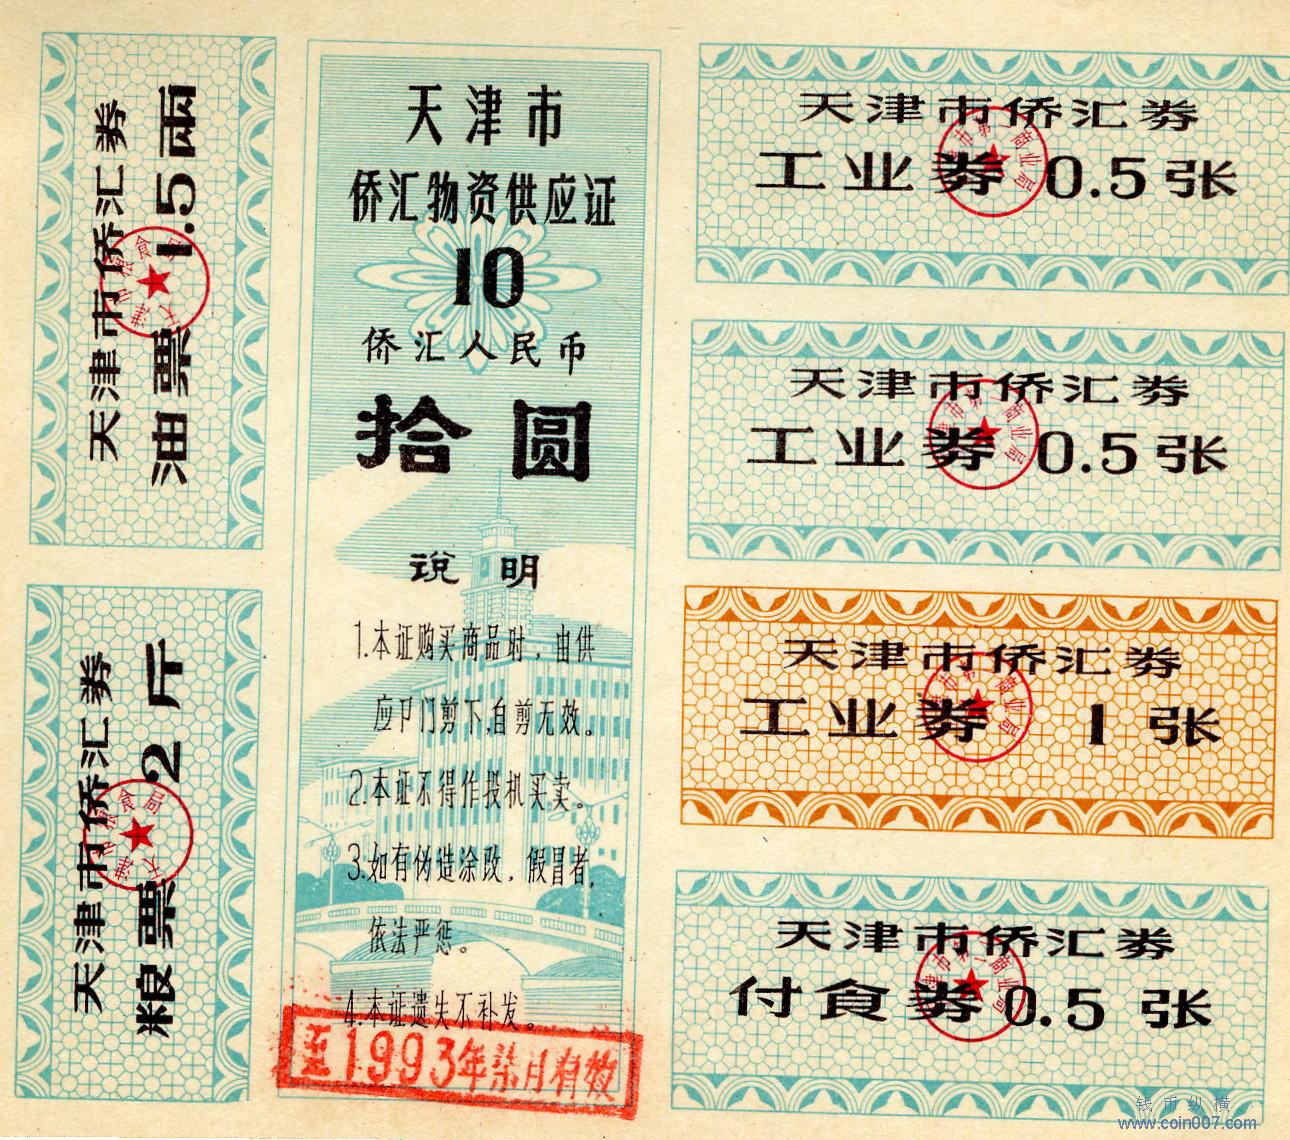 天津市侨汇券
油票 1.5两
天津市侨汇券
粮票 2斤
天津市
侨汇物资供应证
10
侨汇人民币
拾圆
说明
1.本证购买商品时，由供
应户门剪下,自剪无效。
2.本证不得作投机买卖。
3.如有伪造涂改，假冒者,
依法严惩。
4.本证遗失不补发。
至1993年柒月有效
天津市侨汇券
工业券 0.5张
天津市侨汇券
工业券 0.5张
天津市侨汇券
工业券 1张
天津市侨汇券
付食券 0.5张
钱币纵横
www.coin007.com